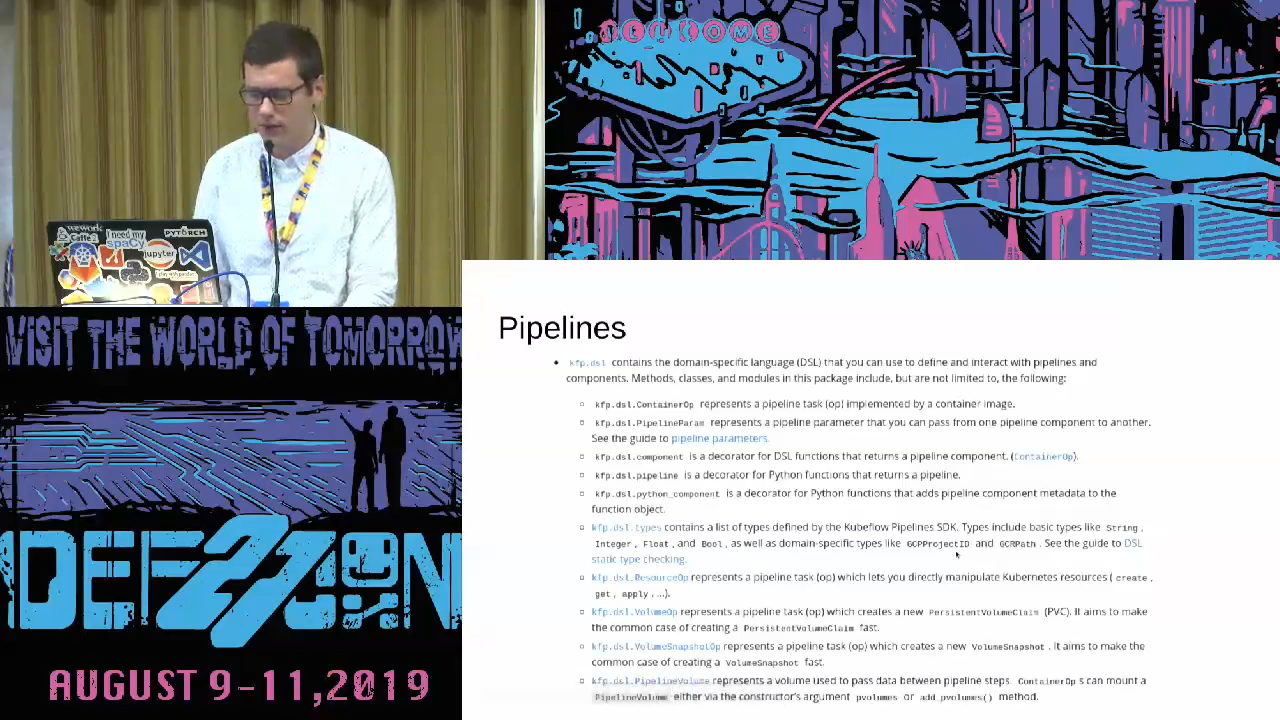 WELCOME
wework
Caffe2
I need my
spaCy
PYTORCH
jupyter
VISIT THE WORLD OF TOMORROW
DEFCON
AUGUST 9-11,2019
Pipelines
• kfp.dsl contains the domain-specific language (DSL) that you can use to define and interact with pipelines and
components. Methods, classes, and modules in this package include, but are not limited to, the following:
○ kfp.dsl.ContainerOp represents a pipeline task (op) implemented by a container image.
○ kfp.dsl.PipelineParam represents a pipeline parameter that you can pass from one pipeline component to another.
See the guide to pipeline parameters.
○ kfp.dsl.component is a decorator for DSL functions that returns a pipeline component. (ContainerOp).
○ kfp.dsl.pipeline is a decorator for Python functions that returns a pipeline.
○ kfp.dsl.python_component is a decorator for Python functions that adds pipeline component metadata to the
function object.
○ kfp.dsl.types contains a list of types defined by the Kubeflow Pipelines SDK. Types include basic types like String,
Integer, Float, and Bool, as well as domain-specific types like GCPProjectID and GCRPath. See the guide to DSL
static type checking.
○ kfp.dsl.ResourceOp represents a pipeline task (op) which lets you directly manipulate Kubernetes resources (create,
get, apply, ...).
○ kfp.dsl.VolumeOp represents a pipeline task (op) which creates a new PersistentVolumeClaim (PVC). It aims to make
the common case of creating a PersistentVolumeClaim fast.
○ kfp.dsl.VolumeSnapshotOp represents a pipeline task (op) which creates a new VolumeSnapshot. It aims to make the
common case of creating a VolumeSnapshot fast.
○ kfp.dsl.PipelineVolume represents a volume used to pass data between pipeline steps. ContainerOp s can mount a
PipelineVolume either via the constructor's argument pvolumes or add_pvolumes() method.